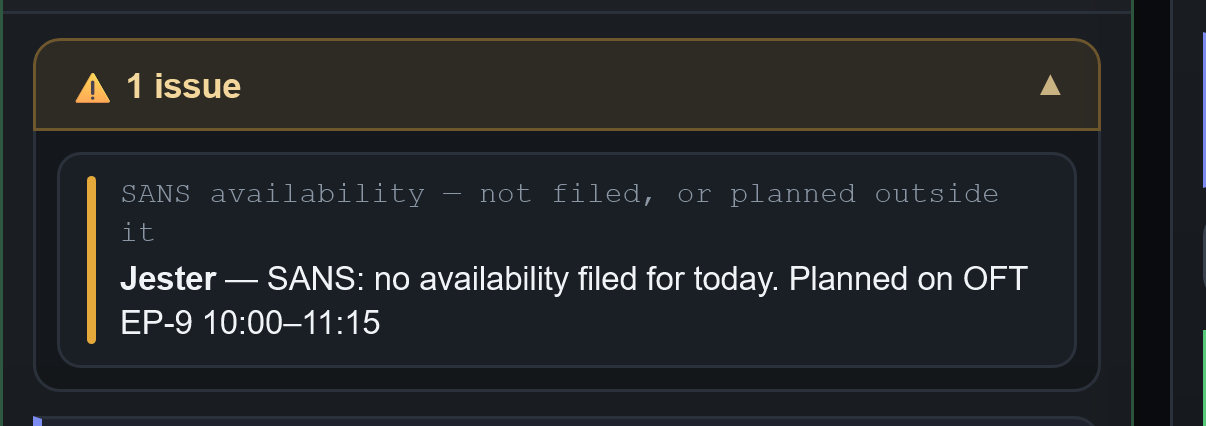 ⚠️ 1 issue ▲
SANS availability — not filed, or planned outside
it
Jester — SANS: no availability filed for today. Planned on OFT
EP-9 10:00–11:15